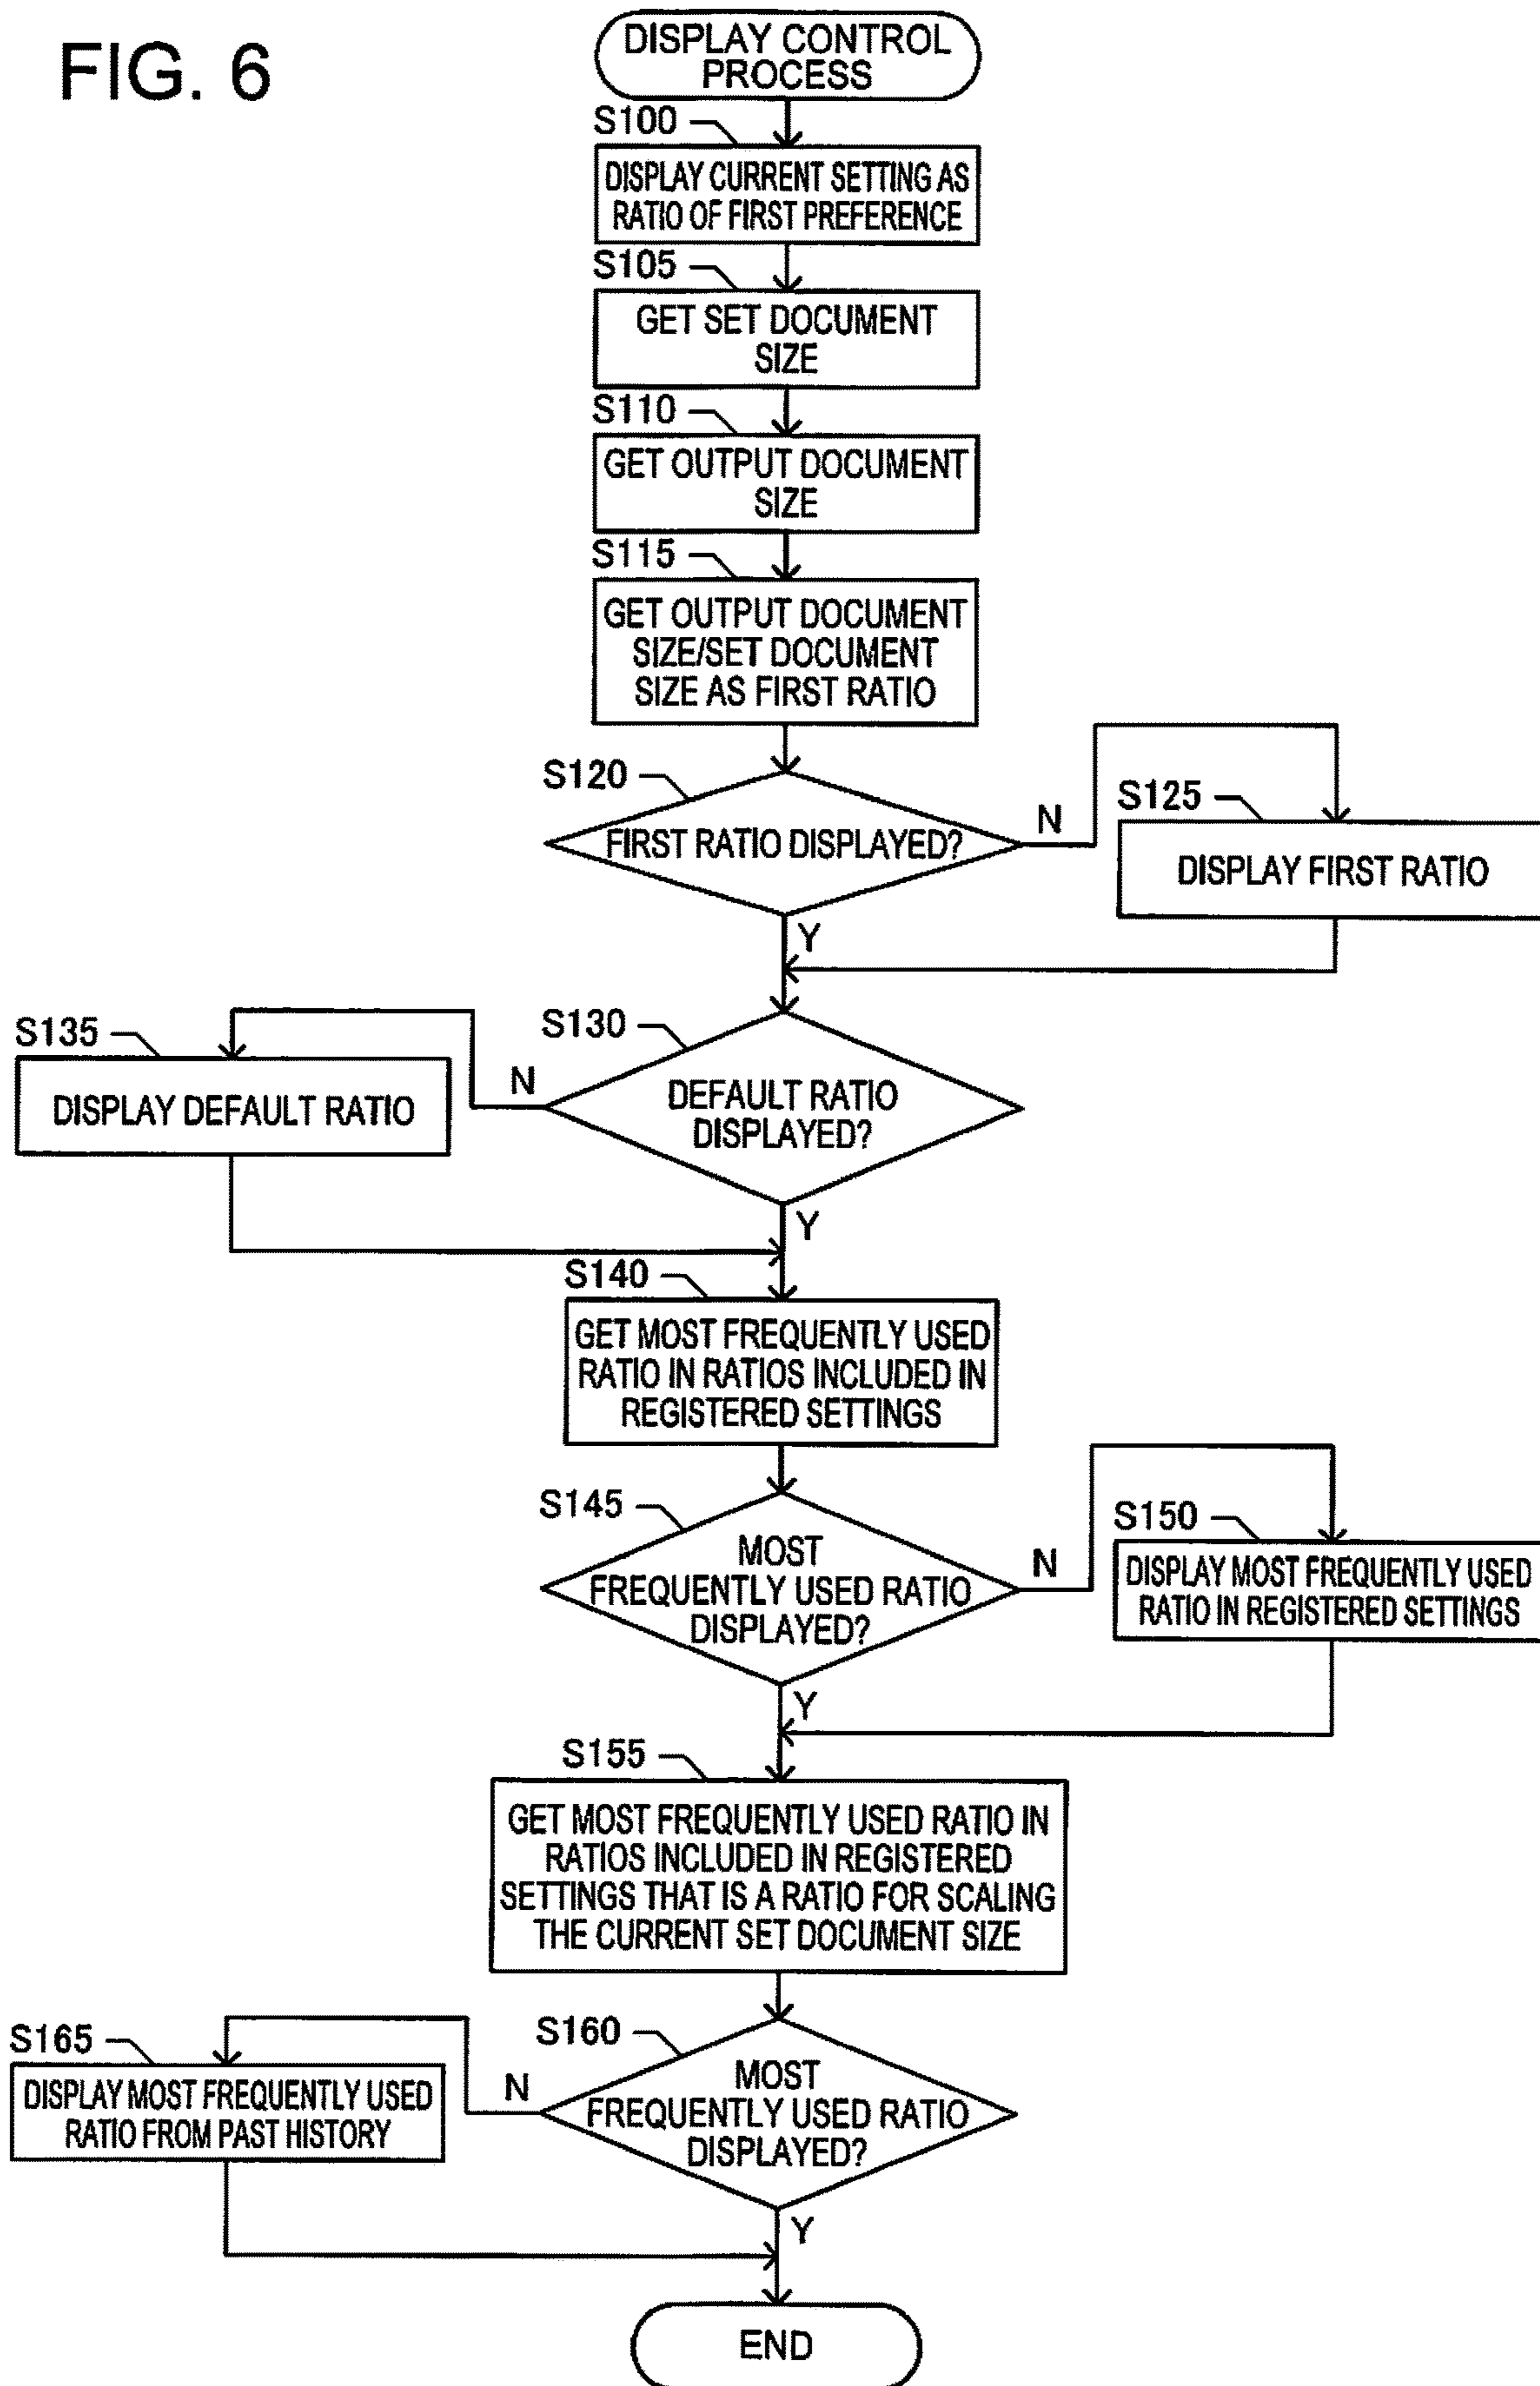 FIG. 6
DISPLAY CONTROL
PROCESS
S100
DISPLAY CURRENT SETTING AS
RATIO OF FIRST PREFERENCE
S105
GET SET DOCUMENT
SIZE
S110
GET OUTPUT DOCUMENT
SIZE
S115
GET OUTPUT DOCUMENT
SIZE/SET DOCUMENT
SIZE AS FIRST RATIO
S120
FIRST RATIO DISPLAYED?
N
S125
DISPLAY FIRST RATIO
Y
S130
DEFAULT RATIO
DISPLAYED?
N
S135
DISPLAY DEFAULT RATIO
Y
S140
GET MOST FREQUENTLY USED
RATIO IN RATIOS INCLUDED IN
REGISTERED SETTINGS
S145
MOST
FREQUENTLY USED RATIO
DISPLAYED?
N
S150
DISPLAY MOST FREQUENTLY USED
RATIO IN REGISTERED SETTINGS
Y
S155
GET MOST FREQUENTLY USED RATIO IN
RATIOS INCLUDED IN REGISTERED
SETTINGS THAT IS A RATIO FOR SCALING
THE CURRENT SET DOCUMENT SIZE
S160
MOST
FREQUENTLY USED RATIO
DISPLAYED?
N
S165
DISPLAY MOST FREQUENTLY USED
RATIO FROM PAST HISTORY
Y
END